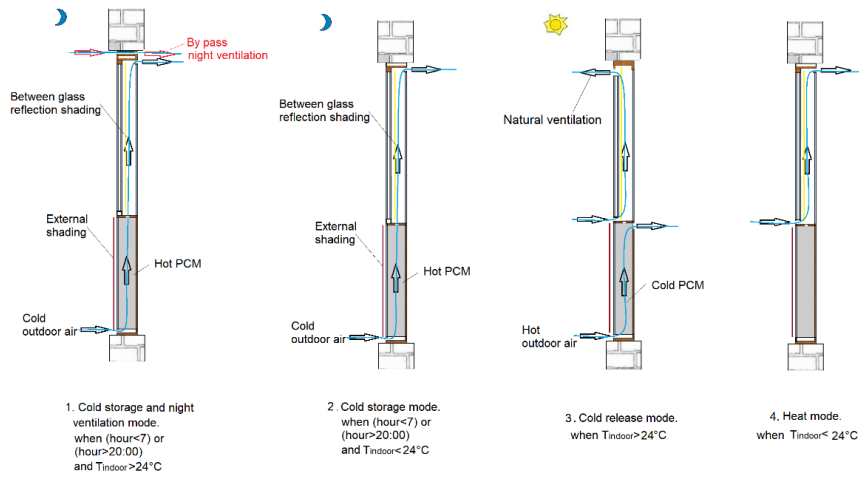 By pass
night ventilation
Between glass
reflection shading
External
shading
Hot PCM
Cold
outdoor air
1. Cold storage and night
ventilation mode.
when (hour<7) or
(hour>20:00)
and Tindoor>24°C
Between glass
reflection shading
External
shading
Hot PCM
Cold
outdoor air
2. Cold storage mode.
when (hour<7) or
(hour>20:00)
and Tindoor<24°C
Natural ventilation
Cold PCM
Hot
outdoor air
3. Cold release mode.
when Tindoor>24°C
4. Heat mode.
when Tindoor< 24°C